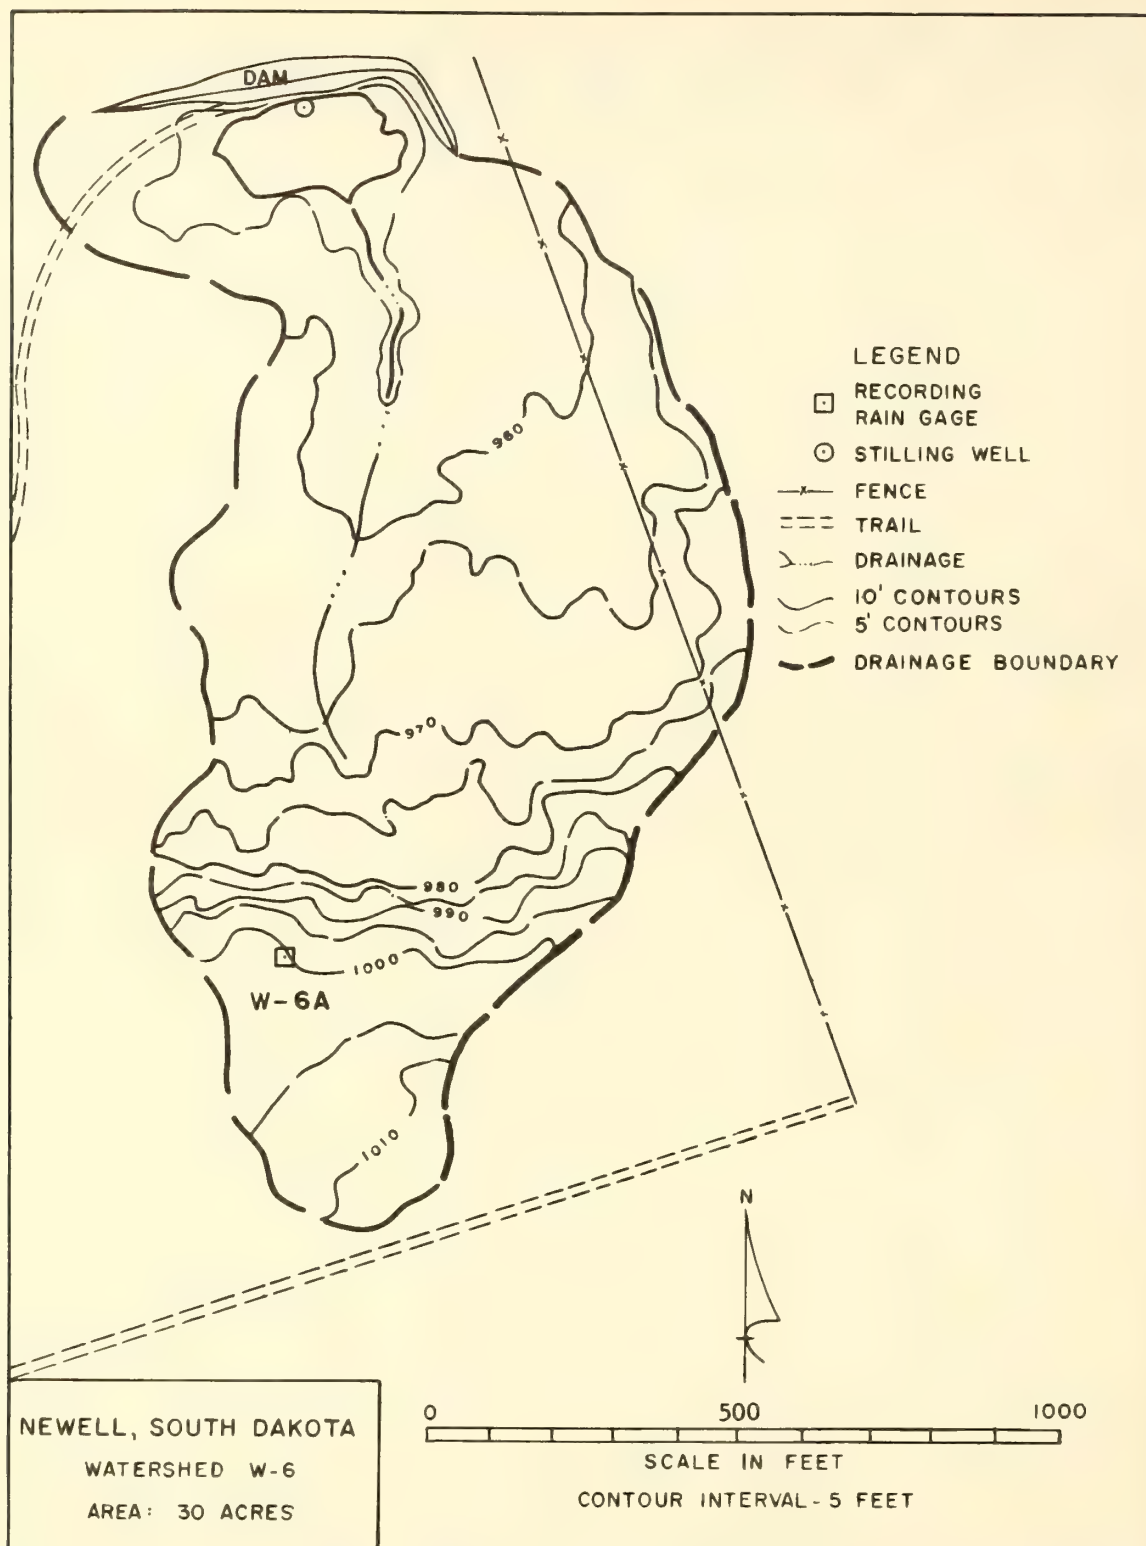 DAM
LEGEND
RECORDING
RAIN GAGE
STILLING WELL
FENCE
TRAIL
DRAINAGE
10' CONTOURS
5' CONTOURS
DRAINAGE BOUNDARY
960
970
980
990
1000
W-6A
1010
N
NEWELL, SOUTH DAKOTA
WATERSHED W-6
AREA: 30 ACRES
0 500 1000
SCALE IN FEET
CONTOUR INTERVAL-5 FEET